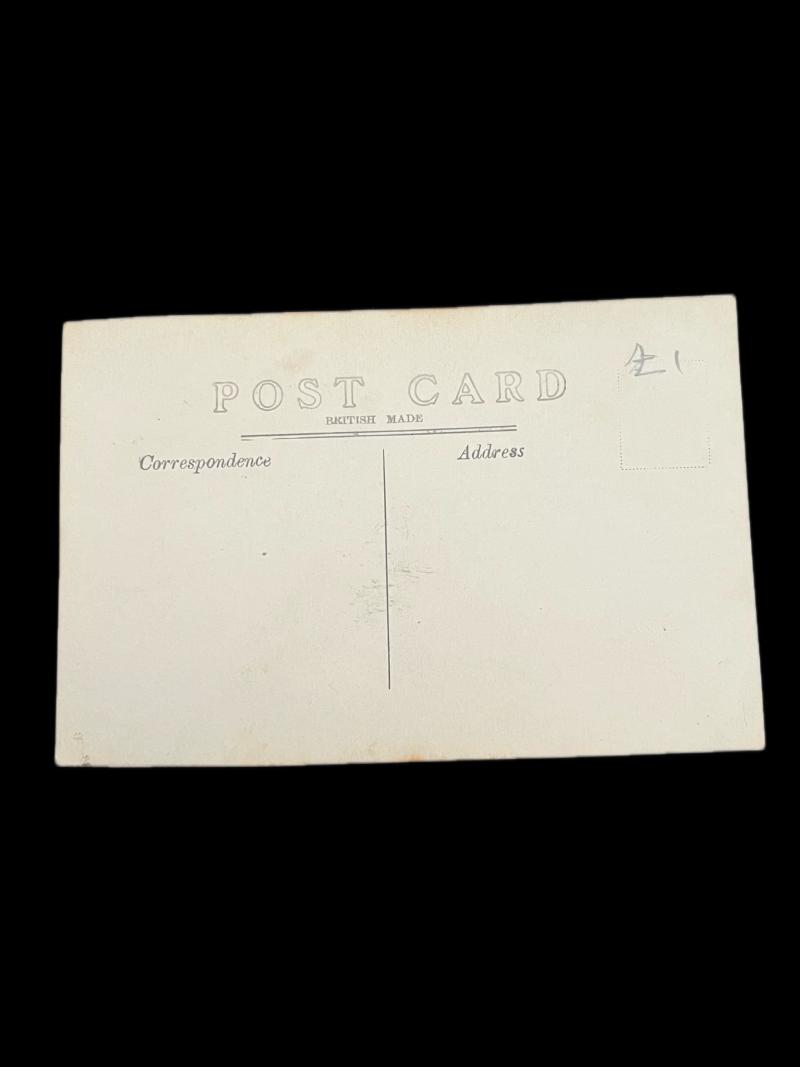 £1
POST CARD
BRITISH MADE
Correspondence
Address